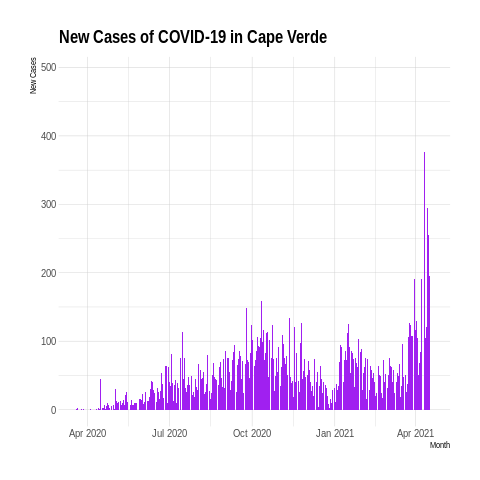 New Cases of COVID-19 in Cape Verde
New Cases
500
400
300
200
100
0
Apr 2020
Jul 2020
Oct 2020
Jan 2021
Apr 2021
Month